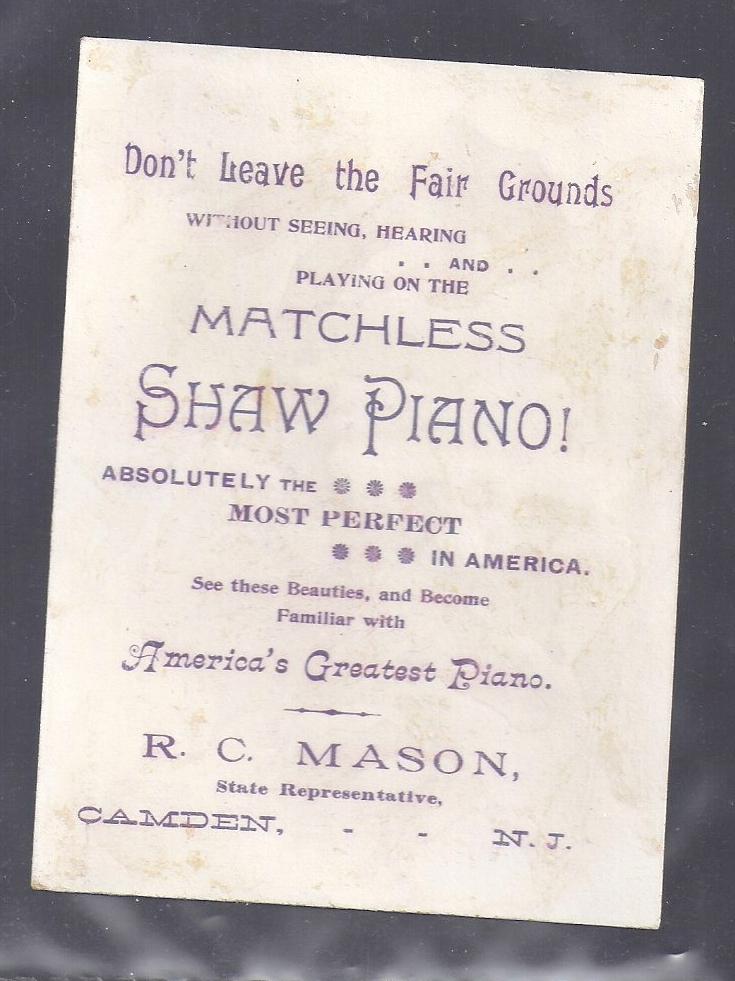 Don't Leave the Fair Grounds
WITHOUT SEEING, HEARING
. . AND . .
PLAYING ON THE
MATCHLESS
SHAW PIANO!
ABSOLUTELY THE
MOST PERFECT
IN AMERICA.
See these Beauties, and Become
Familiar with
America's Greatest Piano.
R. C. MASON,
State Representative,
CAMDEN, - - N. J.